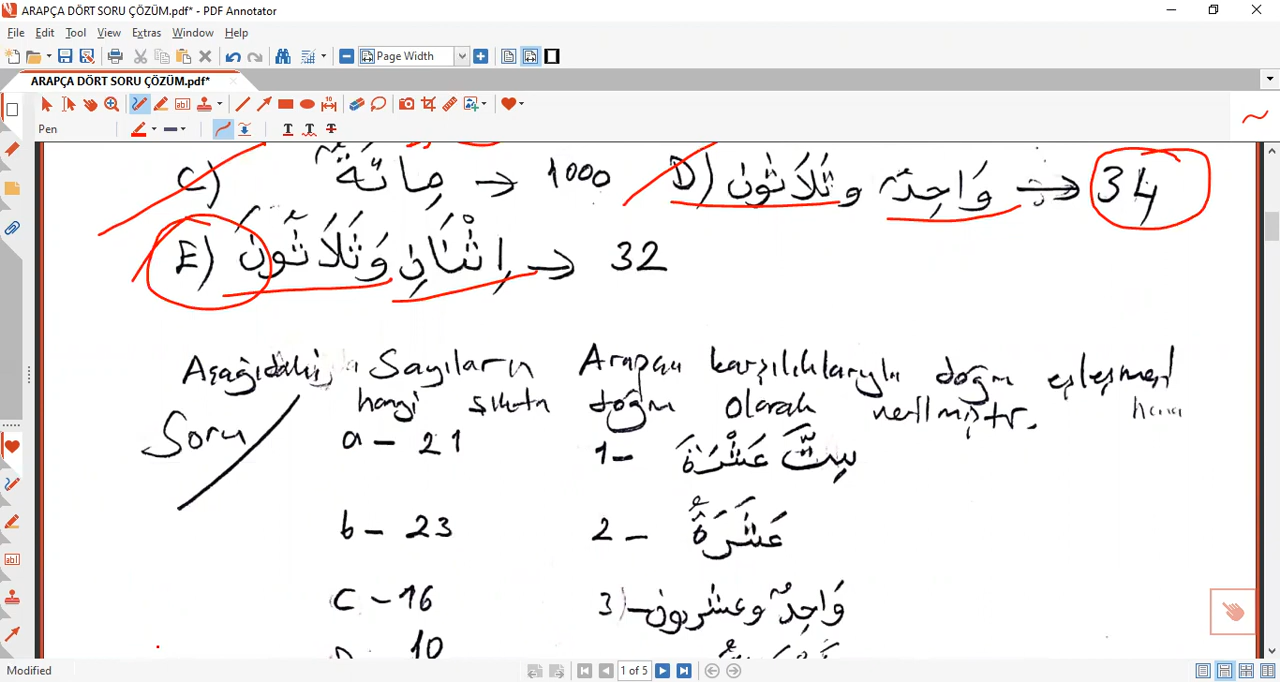 ARAPÇA DÖRT SORU ÇÖZÜM.pdf* - PDF Annotator
File Edit Tool View Extras Window Help
Page Width
ARAPÇA DÖRT SORU ÇÖZÜM.pdf*
Pen
C) مِائَةٌ → 1000 D) وَاحِدٌ وثَلَاثُونَ → 34
E) اِثْنَانِ وَثَلَاثُونَ → 32
Aşağıdaki Sayıların Arapça karşılıklarıyla doğru eşleşmesi
hangi şıkta doğru olarak verilmiştir.
Soru
a - 21 1- سِتَّ عَشْرَةَ
b - 23 2 - عَشَرَةٌ
C - 16 3) - وَاحِدٌ وعشريون
D - 10
Modified
1 of 5